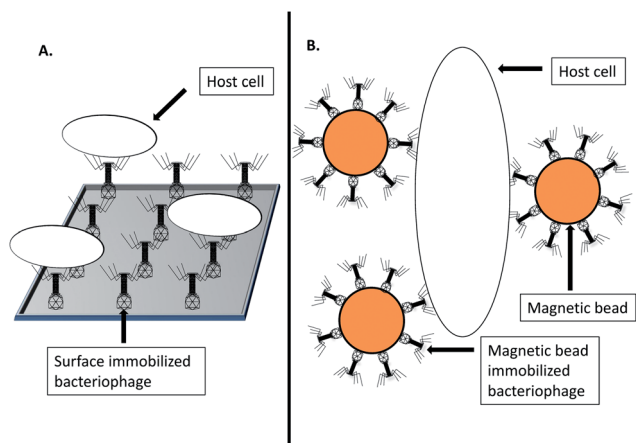 A.
Host cell
Surface immobilized
bacteriophage
B.
Host cell
Magnetic bead
Magnetic bead
immobilized
bacteriophage